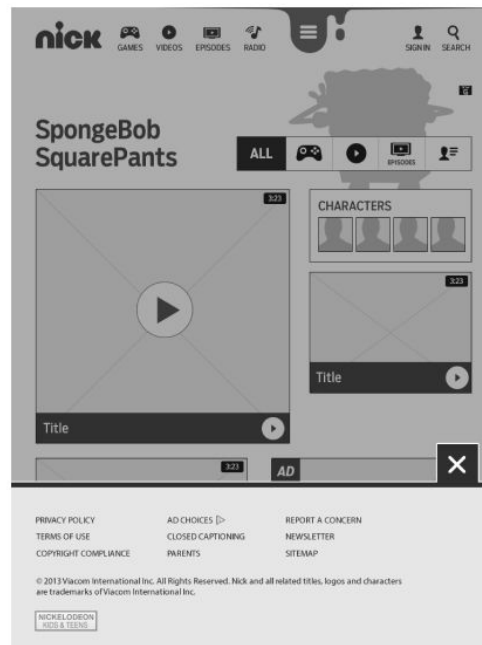 nick
GAMES VIDEOS EPISODES RADIO SIGN IN SEARCH
SpongeBob
SquarePants
ALL EPISODES
3:23
CHARACTERS
3:23
Title
Title
3:23 AD
PRIVACY POLICY AD CHOICES REPORT A CONCERN
TERMS OF USE CLOSED CAPTIONING NEWSLETTER
COPYRIGHT COMPLIANCE PARENTS SITEMAP
© 2013 Viacom International Inc. All Rights Reserved. Nick and all related titles, logos and characters
are trademarks of Viacom International Inc.
NICKELODEON
KIDS & TEENS